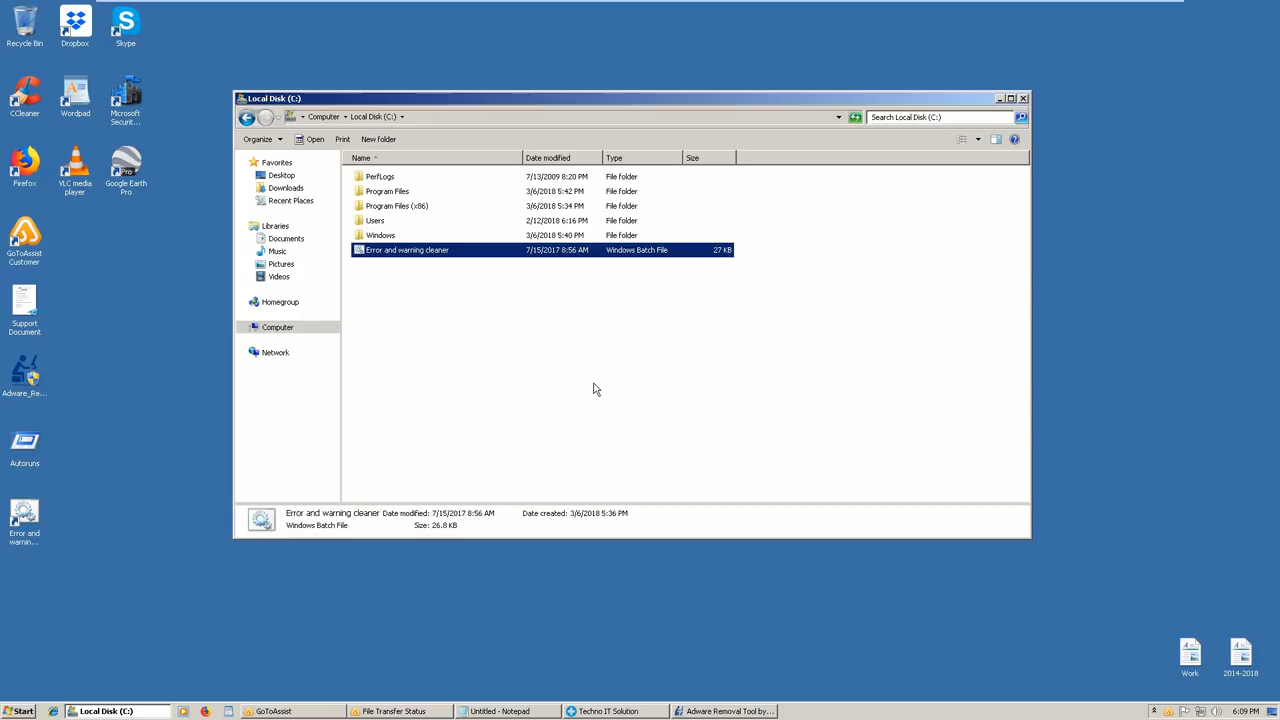 Recycle Bin
Dropbox
Skype
CCleaner
Wordpad
Microsoft
Securit...
Firefox
VLC media
player
Google Earth
Pro
GoToAssist
Customer
Support
Document
Adware_Re...
Autoruns
Error and
warnin...
Local Disk (C:)
Computer
Local Disk (C:)
Search Local Disk (C:)
Organize
Open
Print
New folder
Favorites
Desktop
Downloads
Recent Places
Libraries
Documents
Music
Pictures
Videos
Homegroup
Computer
Network
Name Date modified Type Size
PerfLogs 7/13/2009 8:20 PM File folder
Program Files 3/6/2018 5:42 PM File folder
Program Files (x86) 3/6/2018 5:34 PM File folder
Users 2/12/2018 6:16 PM File folder
Windows 3/6/2018 5:40 PM File folder
Error and warning cleaner 7/15/2017 8:56 AM Windows Batch File 27 KB
Error and warning cleaner Date modified: 7/15/2017 8:56 AM Date created: 3/6/2018 5:36 PM
Windows Batch File Size: 26.8 KB
Work
2014-2018
Start
Local Disk (C:)
GoToAssist
File Transfer Status
Untitled - Notepad
Techno IT Solution
Adware Removal Tool by...
6:09 PM